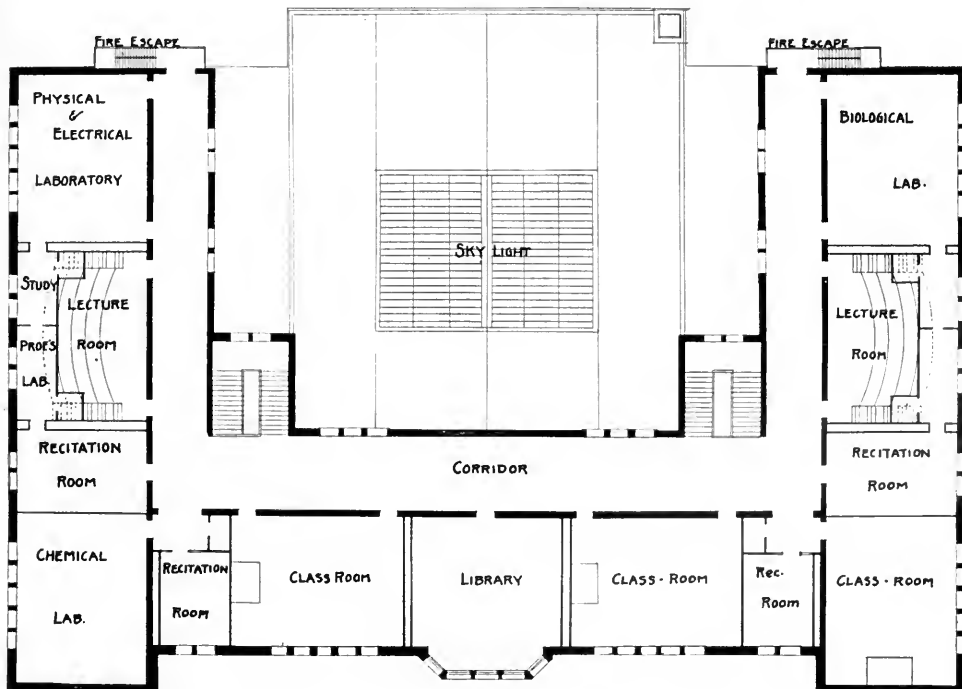 FIRE ESCAPE
FIRE ESCAPE
PHYSICAL
&
ELECTRICAL
LABORATORY
BIOLOGICAL
LAB.
SKY LIGHT
STUDY
LECTURE
ROOM
PROF'S
LAB.
LECTURE
ROOM
RECITATION
ROOM
CORRIDOR
RECITATION
ROOM
CHEMICAL
LAB.
RECITATION
ROOM
CLASS ROOM
LIBRARY
CLASS-ROOM
REC.
ROOM
CLASS-ROOM